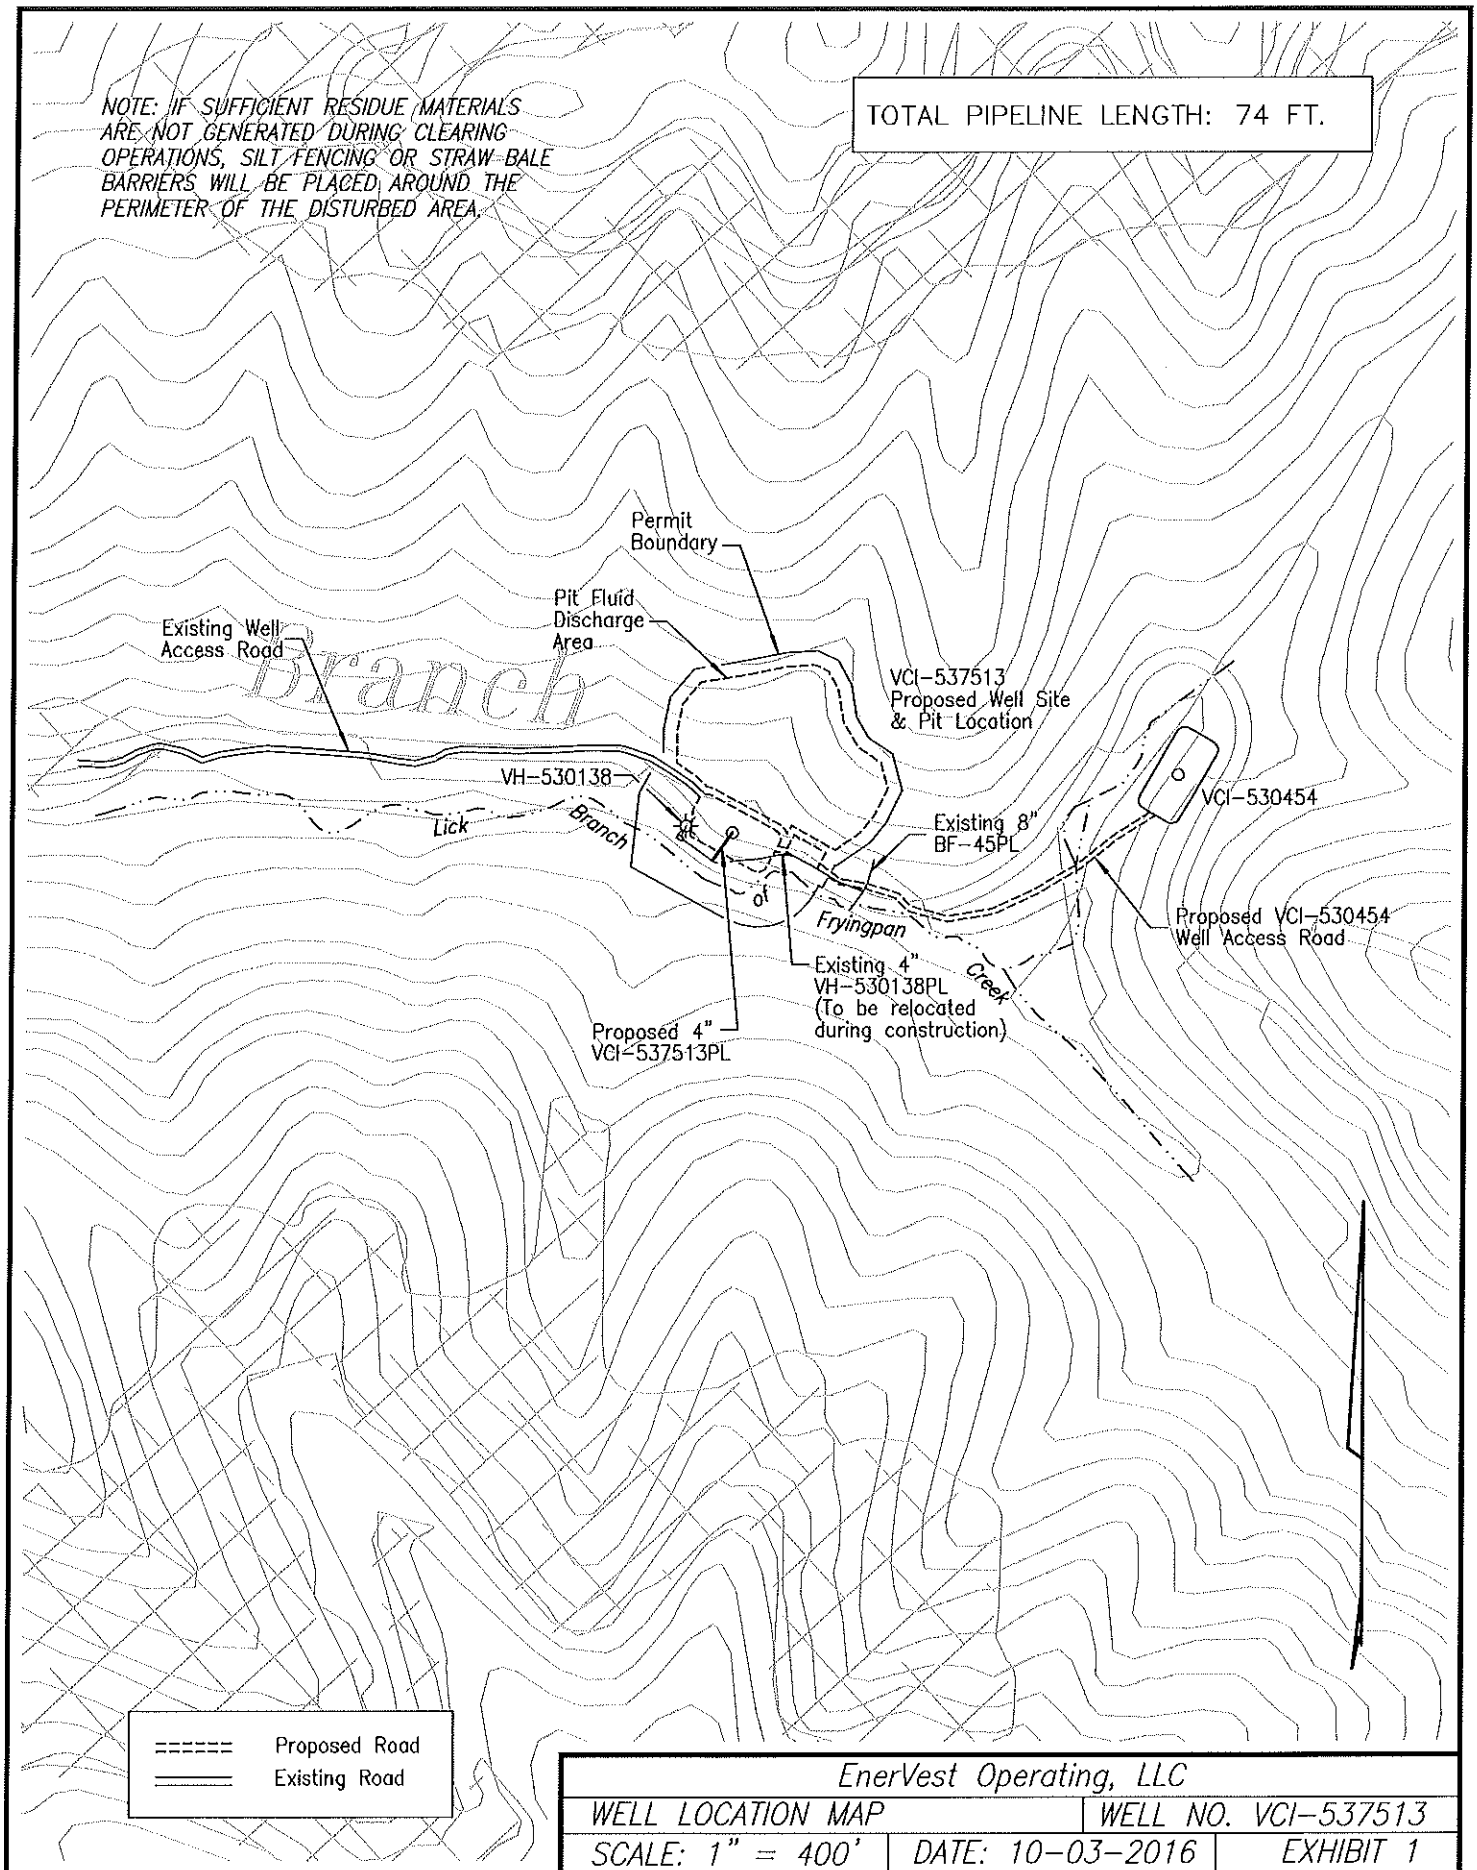 NOTE: IF SUFFICIENT RESIDUE MATERIALS
ARE NOT GENERATED DURING CLEARING
OPERATIONS, SILT FENCING OR STRAW BALE
BARRIERS WILL BE PLACED AROUND THE
PERIMETER OF THE DISTURBED AREA.
TOTAL PIPELINE LENGTH: 74 FT.
Permit
Boundary
Pit Fluid
Discharge
Area
Existing Well
Access Road
Branch
VCI-537513
Proposed Well Site
& Pit Location
VH-530138
VCI-530454
Lick
Branch
of
Fryingpan
Creek
Existing 8"
BF-45PL
Proposed VCI-530454
Well Access Road
Existing 4"
VH-530138PL
(To be relocated
during construction)
Proposed 4"
VCI-537513PL
Proposed Road
Existing Road
EnerVest Operating, LLC
WELL LOCATION MAP WELL NO. VCI-537513
SCALE: 1" = 400' DATE: 10-03-2016 EXHIBIT 1